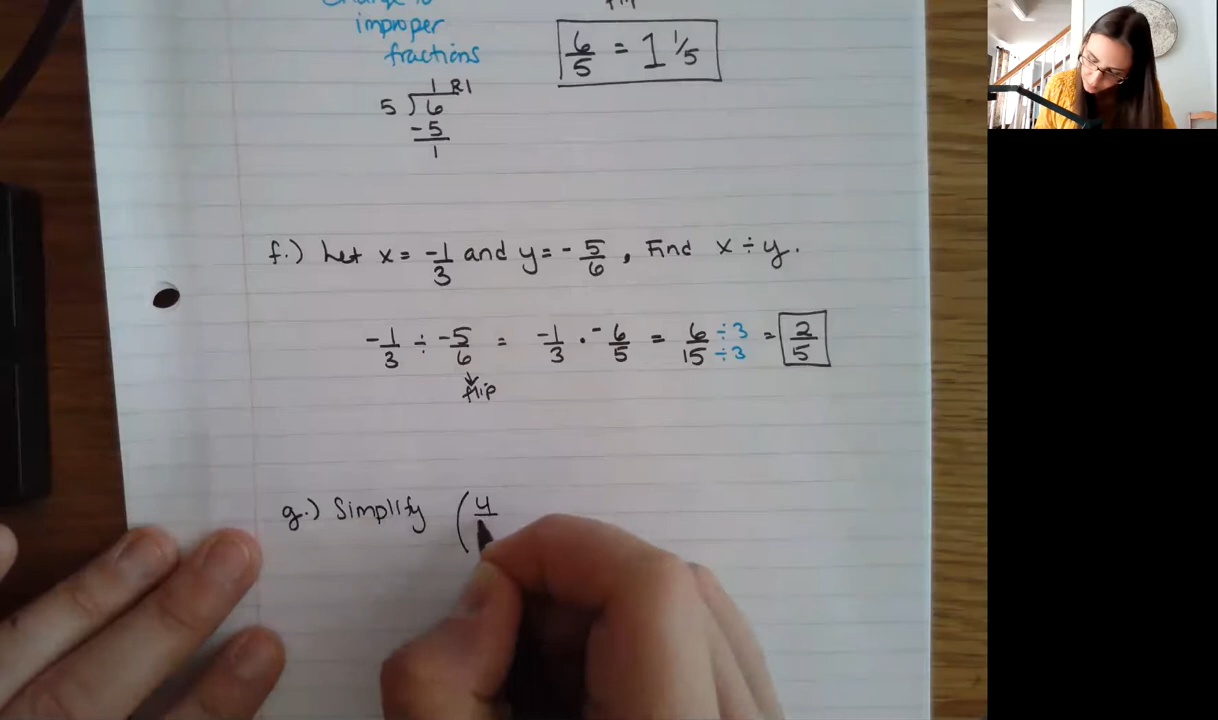 improper
fractions
6/5 = 1 1/5
1 R1
5 ) 6
-5
1
f.) Let x = -1/3 and y = -5/6, Find x ÷ y.
-1/3 ÷ -5/6 = -1/3 · -6/5 = 6/15 ÷3/÷3 = 2/5
flip
g.) Simplify (4